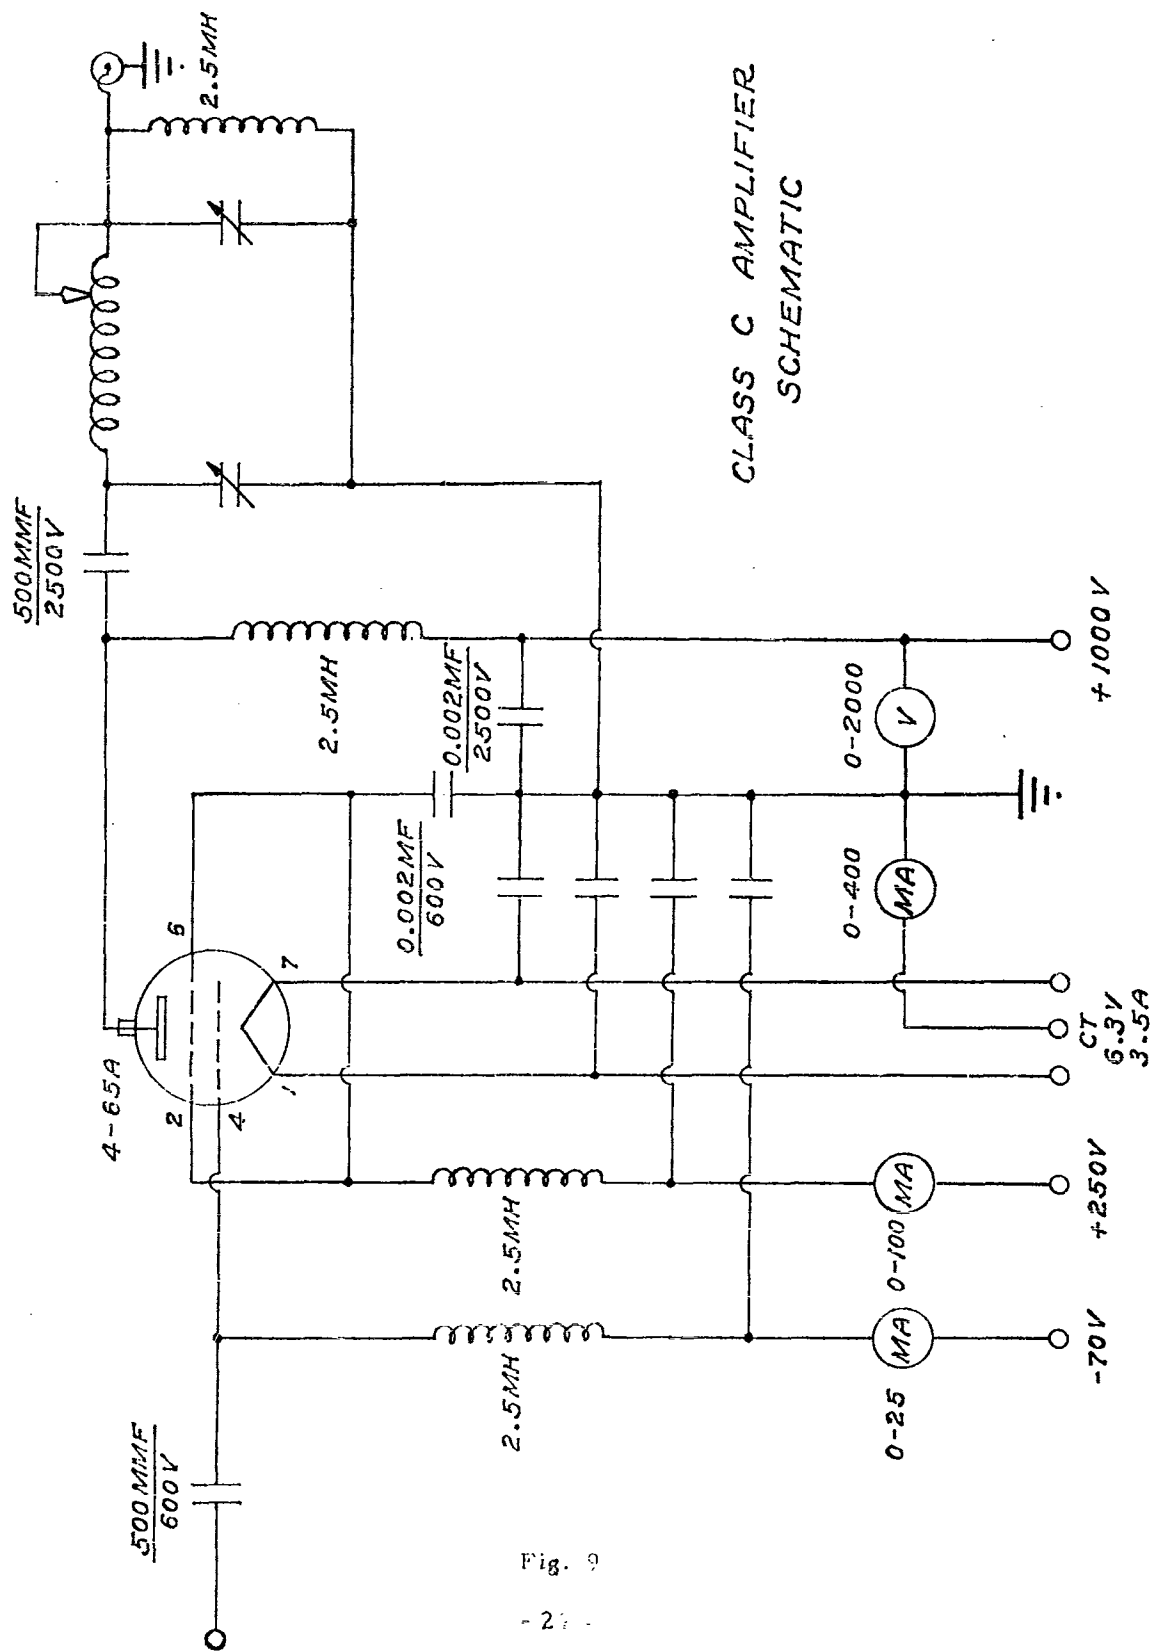 500MMF
600V
4-65A
2
4
6
1
7
500MMF
2500V
2.5MH
2.5MH
2.5MH
2.5MH
0.002MF
600V
0.002MF
2500V
0-25
MA
0-100
MA
0-400
MA
0-2000
V
-70V
+250V
CT
6.3V
3.5A
+1000V
CLASS C AMPLIFIER
SCHEMATIC
Fig. 9